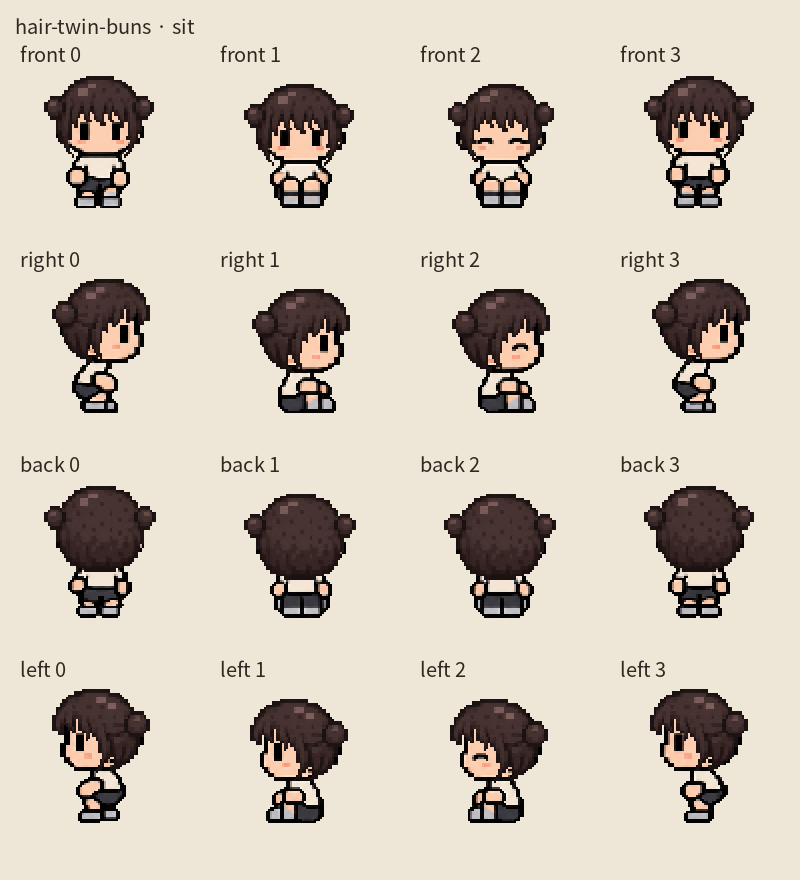 hair-twin-buns · sit
front 0 front 1 front 2 front 3
right 0 right 1 right 2 right 3
back 0 back 1 back 2 back 3
left 0 left 1 left 2 left 3